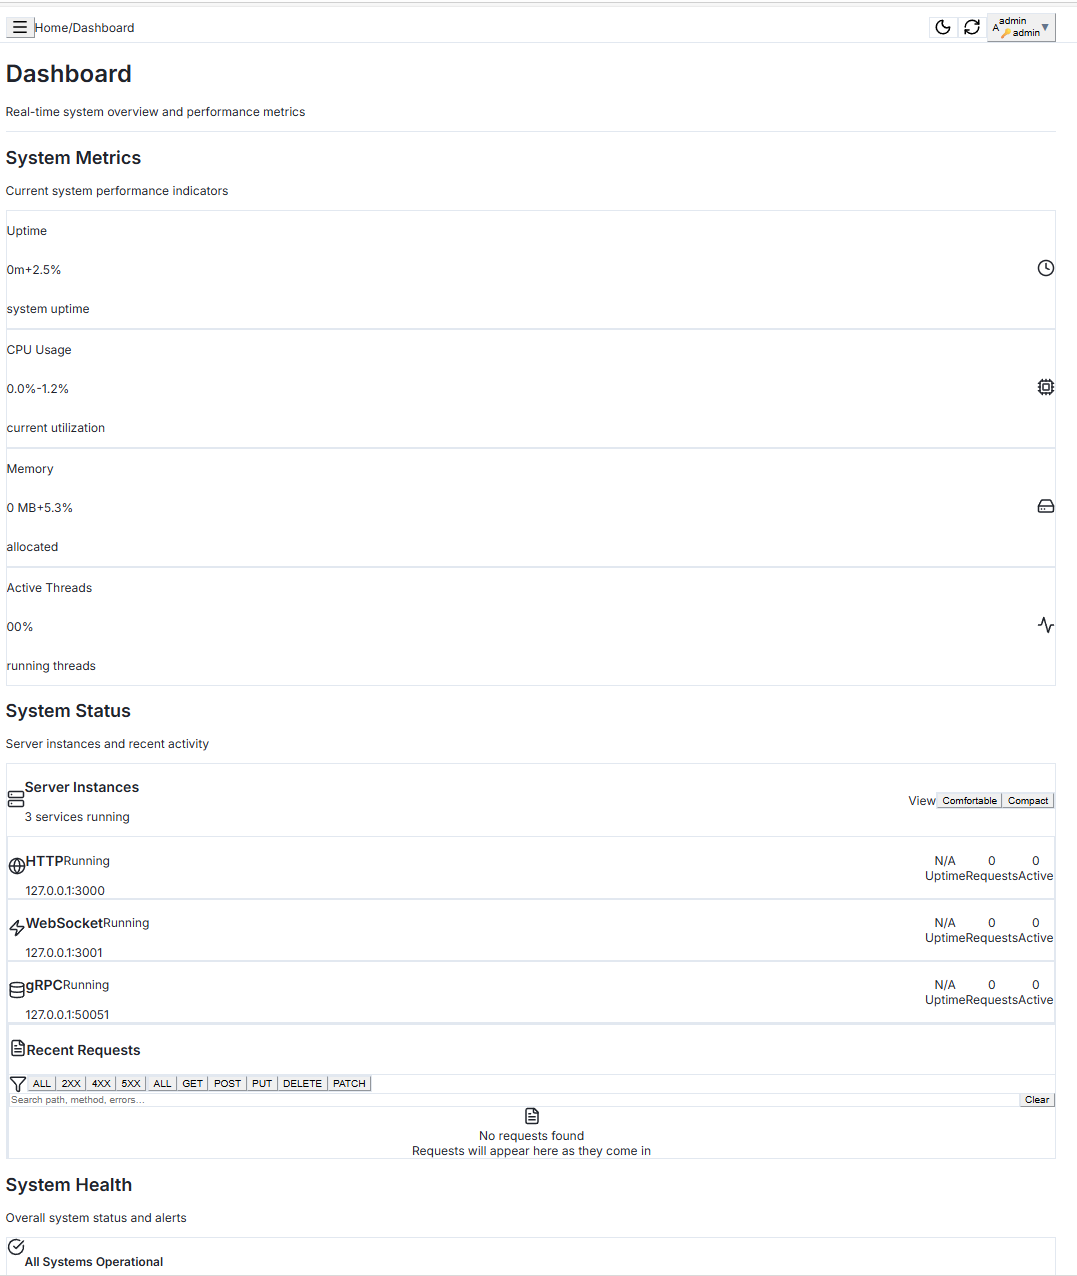 Home/Dashboard
A admin
🔑 admin ▼
Dashboard
Real-time system overview and performance metrics
System Metrics
Current system performance indicators
Uptime
0m+2.5%
system uptime
CPU Usage
0.0%-1.2%
current utilization
Memory
0 MB+5.3%
allocated
Active Threads
00%
running threads
System Status
Server instances and recent activity
Server Instances
3 services running
View Comfortable Compact
HTTPRunning
127.0.0.1:3000
N/A 0 0
UptimeRequestsActive
WebSocketRunning
127.0.0.1:3001
N/A 0 0
UptimeRequestsActive
gRPCRunning
127.0.0.1:50051
N/A 0 0
UptimeRequestsActive
Recent Requests
ALL 2XX 4XX 5XX ALL GET POST PUT DELETE PATCH
Search path, method, errors... Clear
No requests found
Requests will appear here as they come in
System Health
Overall system status and alerts
All Systems Operational